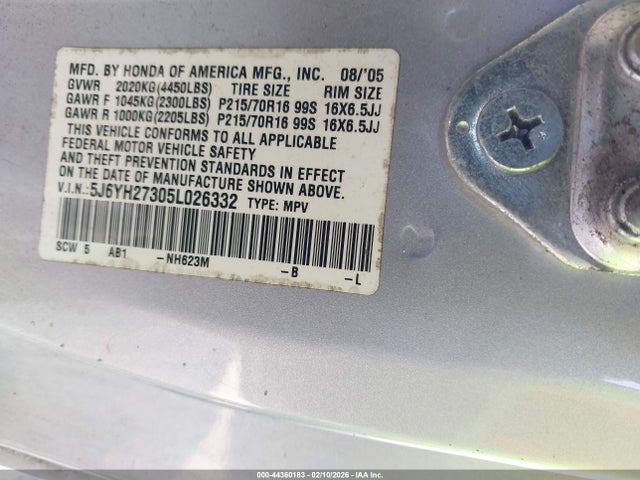 MFD. BY HONDA OF AMERICA MFG., INC. 08/'05
GVWR 2020KG(4450LBS) TIRE SIZE RIM SIZE
GAWR F 1045KG(2300LBS) P215/70R16 99S 16X6.5JJ
GAWR R 1000KG(2205LBS) P215/70R16 99S 16X6.5JJ
THIS VEHICLE CONFORMS TO ALL APPLICABLE
FEDERAL MOTOR VEHICLE SAFETY
AND THEFT PREVENTION STANDARDS IN EFFECT
ON THE DATE OF MANUFACTURE SHOWN ABOVE.
V.I.N.: 5J6YH27305L026332 TYPE: MPV
SCW 5 AB1 -NH623M -B -L
000-44360183 - 02/10/2026 - IAA Inc.